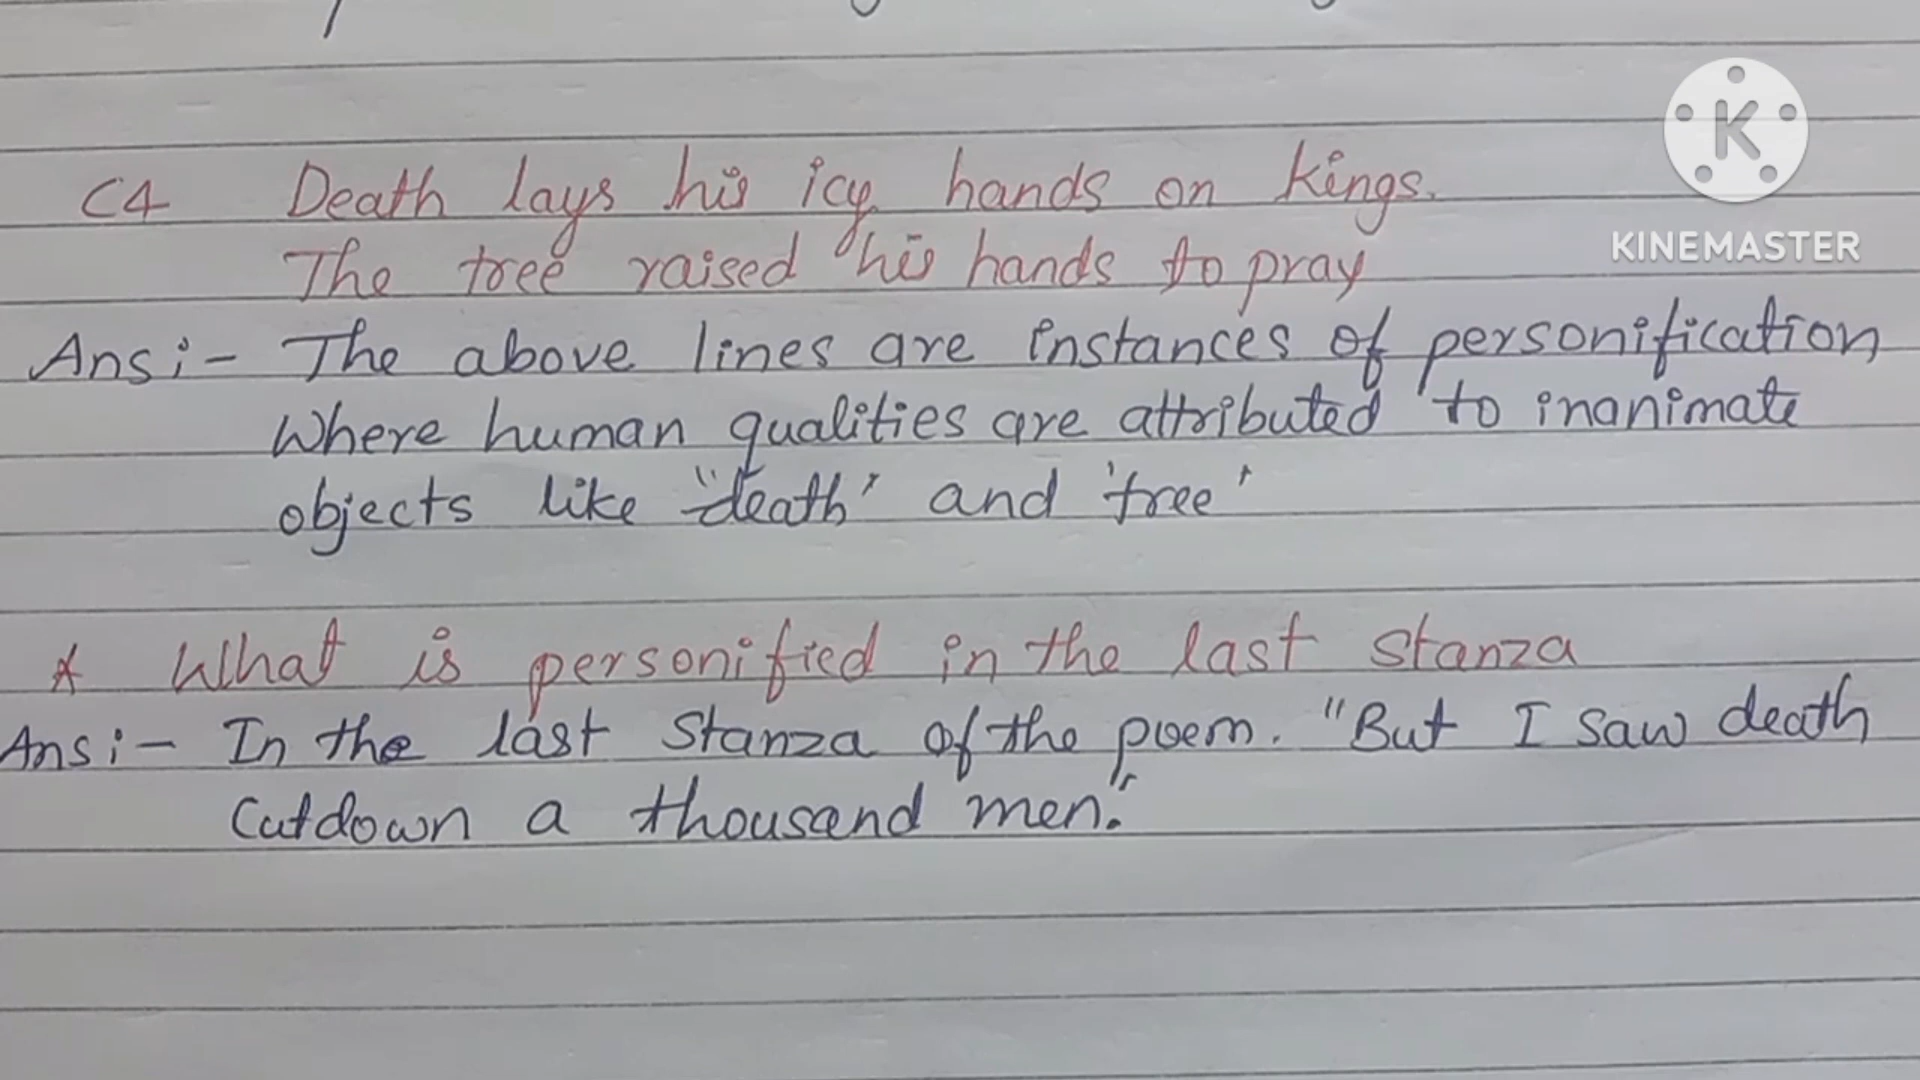 C4 Death lays his icy hands on kings.
The tree raised his hands to pray
Ans:- The above lines are instances of personification
Where human qualities are attributed to inanimate
objects like "death' and 'tree'
* What is personified in the last stanza
Ans:- In the last Stanza of the poem. "But I saw death
Cutdown a thousand men."
K
KINEMASTER